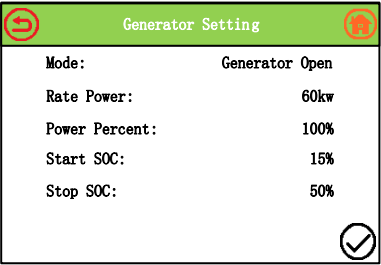 Generator Setting
Mode: Generator Open
Rate Power: 60kw
Power Percent: 100%
Start SOC: 15%
Stop SOC: 50%